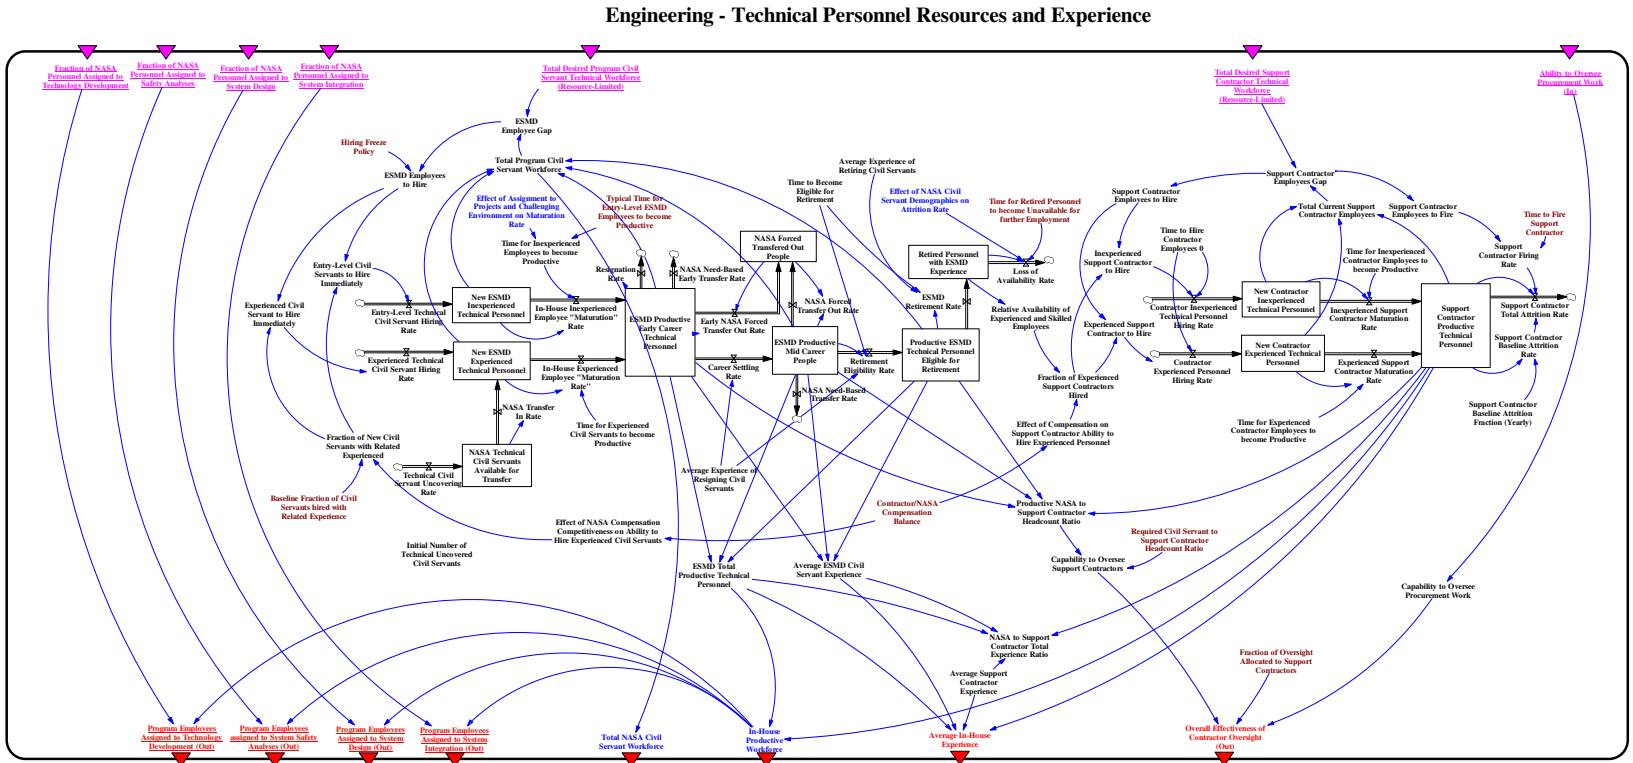 Engineering - Technical Personnel Resources and Experience
Fraction of NASA
Personnel Assigned to
Technology Development
Fraction of NASA
Personnel Assigned to
Safety Analyses
Fraction of NASA
Personnel Assigned to
System Design
Fraction of NASA
Personnel Assigned to
System Integration
Total Desired Program Civil
Servant Technical Workforce
(Resource-Limited)
Total Desired Support
Contractor Technical
Workforce
(Resource-Limited)
Ability to Oversee
Procurement Work
(In)
ESMD
Employee Gap
Hiring Freeze
Policy
ESMD Employees
to Hire
Total Program Civil
Servant Workforce
Average Experience of
Retiring Civil Servants
Time to Become
Eligible for
Retirement
Effect of NASA Civil
Servant Demographics on
Attrition Rate
Time for Retired Personnel
to become Unavailable for
further Employment
Support Contractor
Employees Gap
Support Contractor
Employees to Hire
Total Current Support
Contractor Employees
Support Contractor
Employees to Fire
Time to Fire
Support
Contractor
Effect of Assignment to
Projects and Challenging
Environment on Maturation
Rate
Typical Time for
Entry-Level ESMD
Employees to become
Productive
Time for Inexperienced
Employees to become
Productive
NASA Forced
Transfered Out
People
Retired Personnel
with ESMD
Experience
Loss of
Availability Rate
Inexperienced
Support Contractor
to Hire
Time to Hire
Contractor
Employees 0
Time for Inexperienced
Contractor Employees to
become Productive
Support
Contractor
Firing Rate
Entry-Level Civil
Servants to Hire
Immediately
Resignation
Rate
NASA Need-Based
Early Transfer Rate
Experienced Civil
Servant to Hire
Immediately
Entry-Level Technical
Civil Servant Hiring
Rate
New ESMD
Inexperienced
Technical Personnel
In-House Inexperienced
Employee "Maturation"
Rate
ESMD Productive
Early Career
Technical
Personnel
Early NASA Forced
Transfer Out Rate
NASA Forced
Transfer Out Rate
ESMD
Retirement Rate
Relative Availability of
Experienced and Skilled
Employees
Experienced Support
Contractor to Hire
Contractor Inexperienced
Technical Personnel
Hiring Rate
New Contractor
Inexperienced
Technical Personnel
Inexperienced Support
Contractor Maturation
Rate
Support
Contractor
Productive
Technical
Personnel
Support Contractor
Total Attrition Rate
Support Contractor
Baseline Attrition
Rate
Experienced Technical
Civil Servant Hiring
Rate
New ESMD
Experienced
Technical Personnel
In-House Experienced
Employee "Maturation
Rate"
Career Settling
Rate
ESMD Productive
Mid Career
People
Retirement
Eligibility Rate
Productive ESMD
Technical Personnel
Eligible for
Retirement
Fraction of Experienced
Support Contractors
Hired
Contractor
Experienced Personnel
Hiring Rate
New Contractor
Experienced Technical
Personnel
Experienced Support
Contractor Maturation
Rate
NASA Need-Based
Transfer Rate
NASA Transfer
In Rate
Time for Experienced
Civil Servants to become
Productive
Effect of Compensation on
Support Contractor Ability to
Hire Experienced Personnel
Time for Experienced
Contractor Employees to
become Productive
Support Contractor
Baseline Attrition
Fraction (Yearly)
Fraction of New Civil
Servants with Related
Experienced
Technical Civil
Servant Uncovering
Rate
NASA Technical
Civil Servants
Available for
Transfer
Average Experience of
Resigning Civil
Servants
Baseline Fraction of Civil
Servants hired with
Related Experience
Contractor/NASA
Compensation
Balance
Productive NASA to
Support Contractor
Headcount Ratio
Effect of NASA Compensation
Competitiveness on Ability to
Hire Experienced Civil Servants
Initial Number of
Technical Uncovered
Civil Servants
Required Civil Servant to
Support Contractor
Headcount Ratio
ESMD Total
Productive Technical
Personnel
Average ESMD Civil
Servant Experience
Capability to Oversee
Support Contractors
Capability to Oversee
Procurement Work
NASA to Support
Contractor Total
Experience Ratio
Average Support
Contractor
Experience
Fraction of Oversight
Allocated to Support
Contractors
Program Employees
Assigned to Technology
Development (Out)
Program Employees
assigned to System Safety
Analyses (Out)
Program Employees
Assigned to System
Design (Out)
Program Employees
Assigned to System
Integration (Out)
Total NASA Civil
Servant Workforce
In-House
Productive
Workforce
Average In-House
Experience
Overall Effectiveness of
Contractor Oversight
(Out)